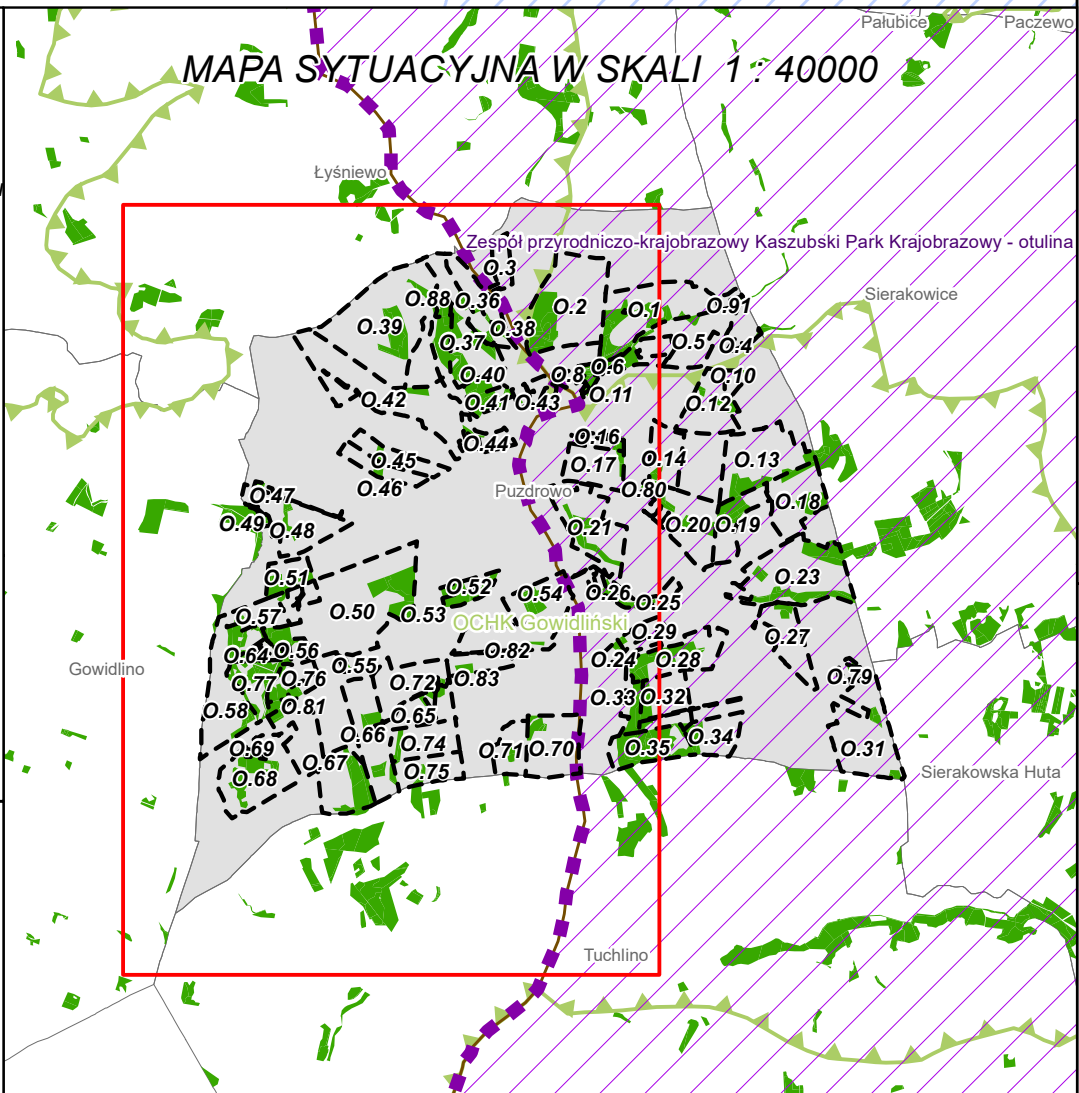 Pałubice Paczewo
MAPA SYTUACYJNA W SKALI 1 : 40000
Łyśniewo
Zespół przyrodniczo-krajobrazowy Kaszubski Park Krajobrazowy - otulina
O.3
Sierakowice
O.88 O.36 O.2 O.1 O.91
O.39 O.38 O.37 O.5 O.4
O.40 O.8 O.6 O.10
O.42 O.41 O.43 O.11 O.12
O.44 O.16
O.45 O.17 O.14 O.13
O.46 Puzdrowo O.80
O.47 O.18
O.49 O.48 O.21 O.20 O.19
O.51 O.52 O.54 O.26 O.23
O.57 O.50 O.53 O.25
OCHK Gowidliński
O.29 O.27
O.64 O.56 O.82 O.24 O.28
Gowidlino O.55
O.77 O.76 O.72 O.83 O.79
O.58 O.81 O.65 O.33 O.32
O.69 O.66 O.74 O.71 O.70 O.35 O.34 O.31
O.68 O.67 O.75 Sierakowska Huta
Tuchlino